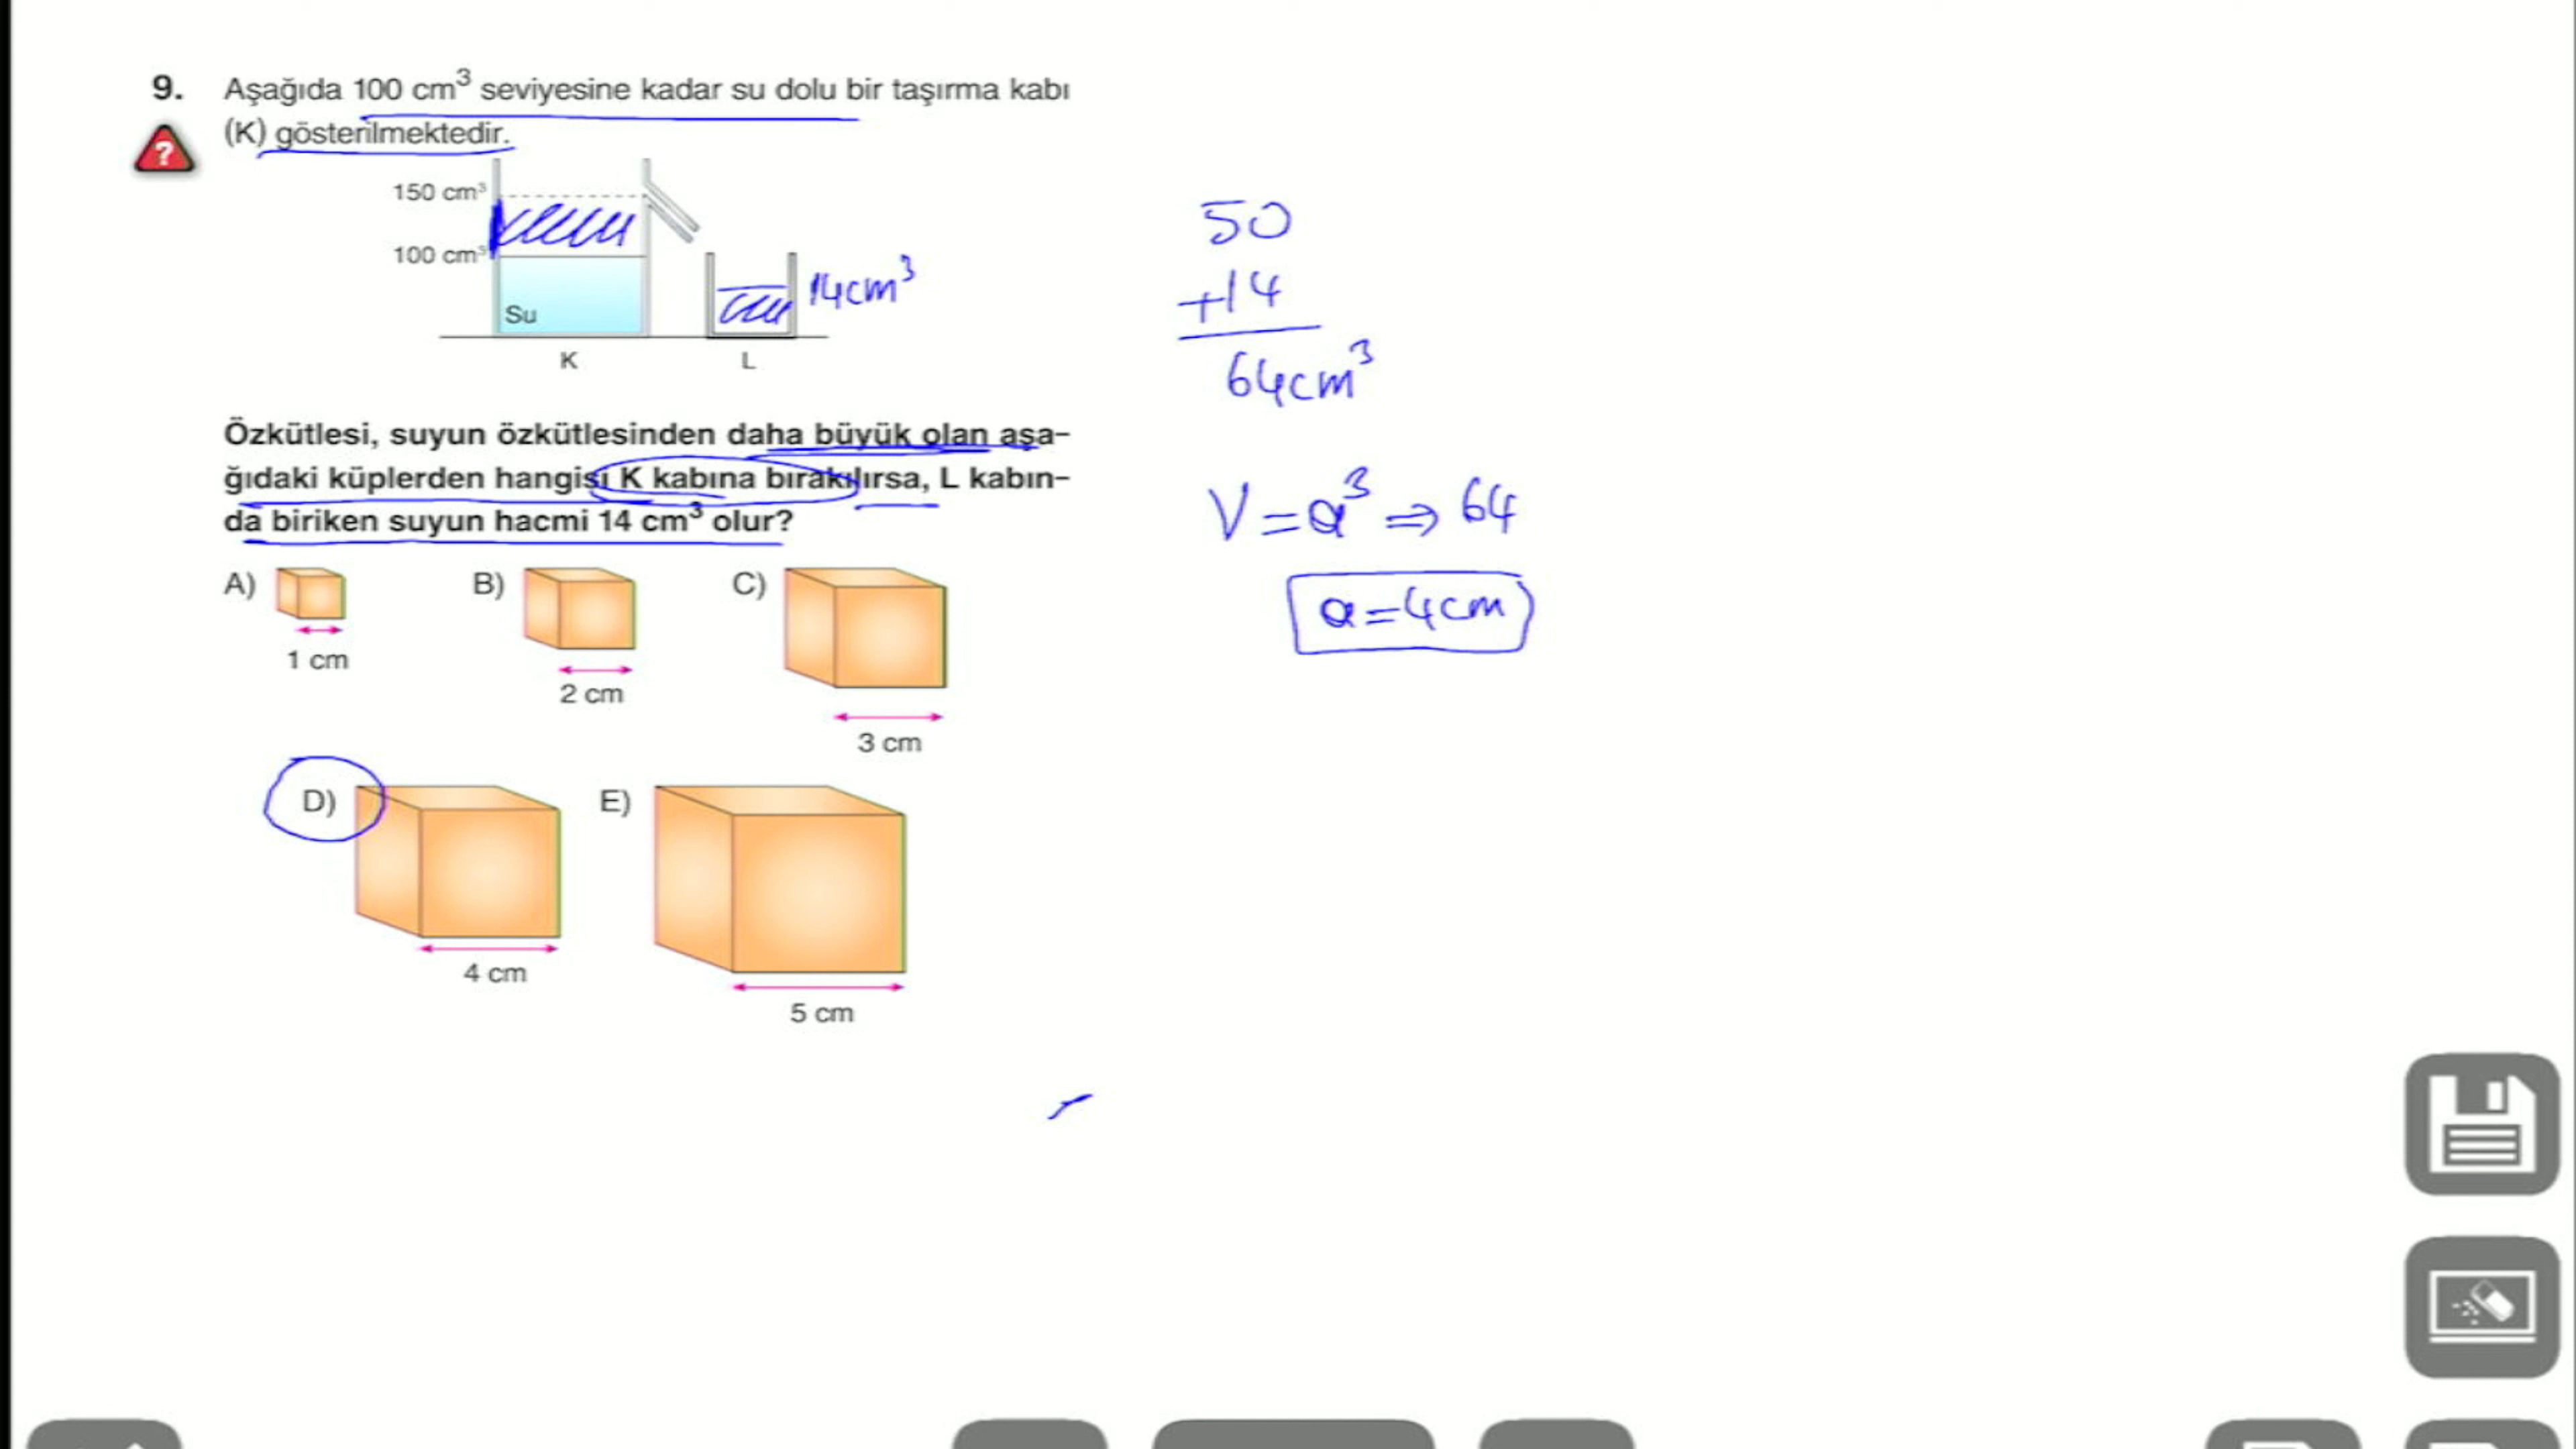 9. Aşağıda 100 cm³ seviyesine kadar su dolu bir taşırma kabı
(K) gösterilmektedir.
150 cm³
100 cm³
Su
K
L
14cm³
Özkütlesi, suyun özkütlesinden daha büyük olan aşa-
ğıdaki küplerden hangisi K kabına bırakılırsa, L kabın-
da biriken suyun hacmi 14 cm³ olur?
A)
1 cm
B)
2 cm
C)
3 cm
D)
4 cm
E)
5 cm
50
+14
64cm³
V=a³ ⇒ 64
a=4cm